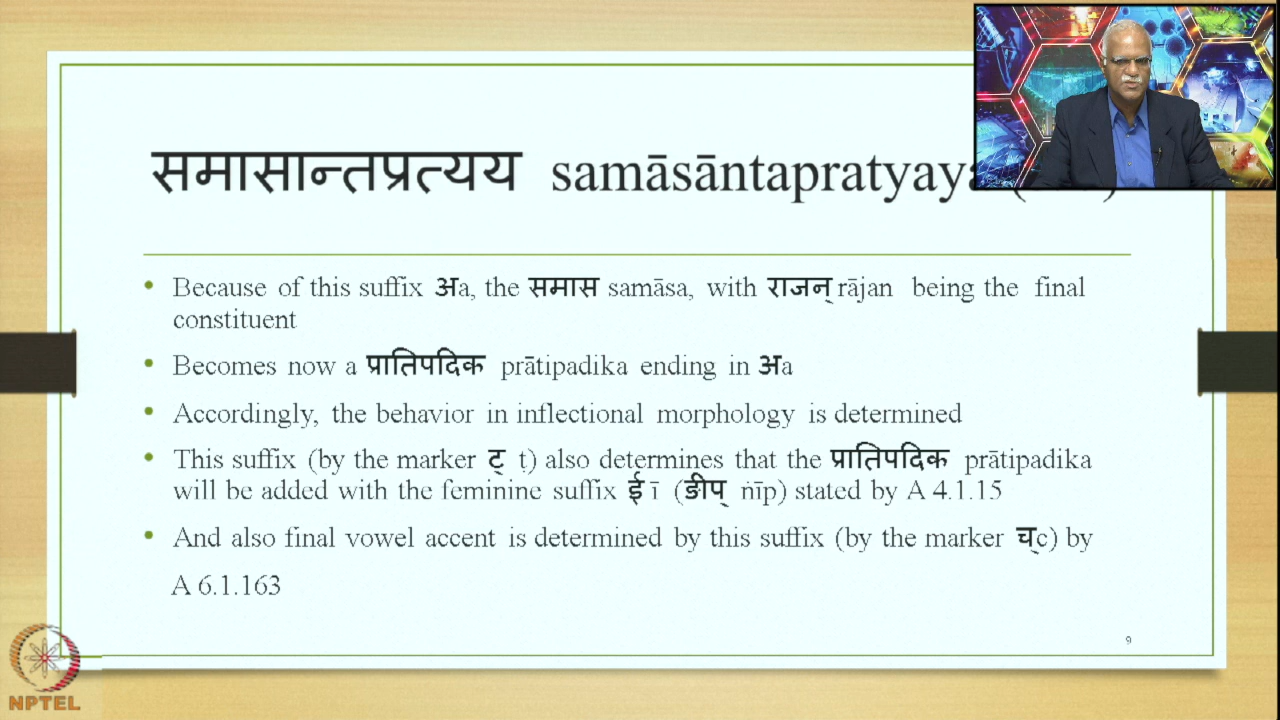 समासान्तप्रत्यय samāsāntapratyaya
• Because of this suffix अa, the समास samāsa, with राजन् rājan being the final
constituent
• Becomes now a प्रातिपदिक prātipadika ending in अa
• Accordingly, the behavior in inflectional morphology is determined
• This suffix (by the marker ट् t) also determines that the प्रातिपदिक prātipadika
will be added with the feminine suffix ई ī (ङीप् ṅīp) stated by A 4.1.15
• And also final vowel accent is determined by this suffix (by the marker च्c) by
A 6.1.163
9
NPTEL